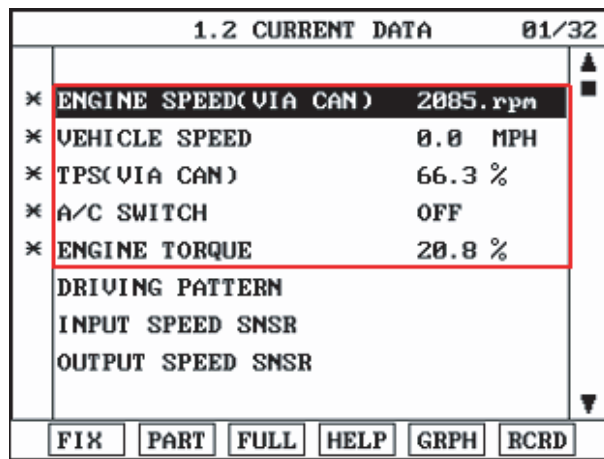 1.2 CURRENT DATA 01/32
* ENGINE SPEED(VIA CAN) 2085.rpm
* VEHICLE SPEED 0.0 MPH
* TPS(VIA CAN) 66.3 %
* A/C SWITCH OFF
* ENGINE TORQUE 20.8 %
DRIVING PATTERN
INPUT SPEED SNSR
OUTPUT SPEED SNSR
FIX PART FULL HELP GRPH RCRD